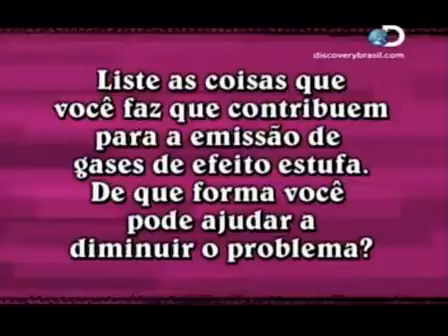 discoverybrasil.com
Liste as coisas que
você faz que contribuem
para a emissão de
gases de efeito estufa.
De que forma você
pode ajudar a
diminuir o problema?